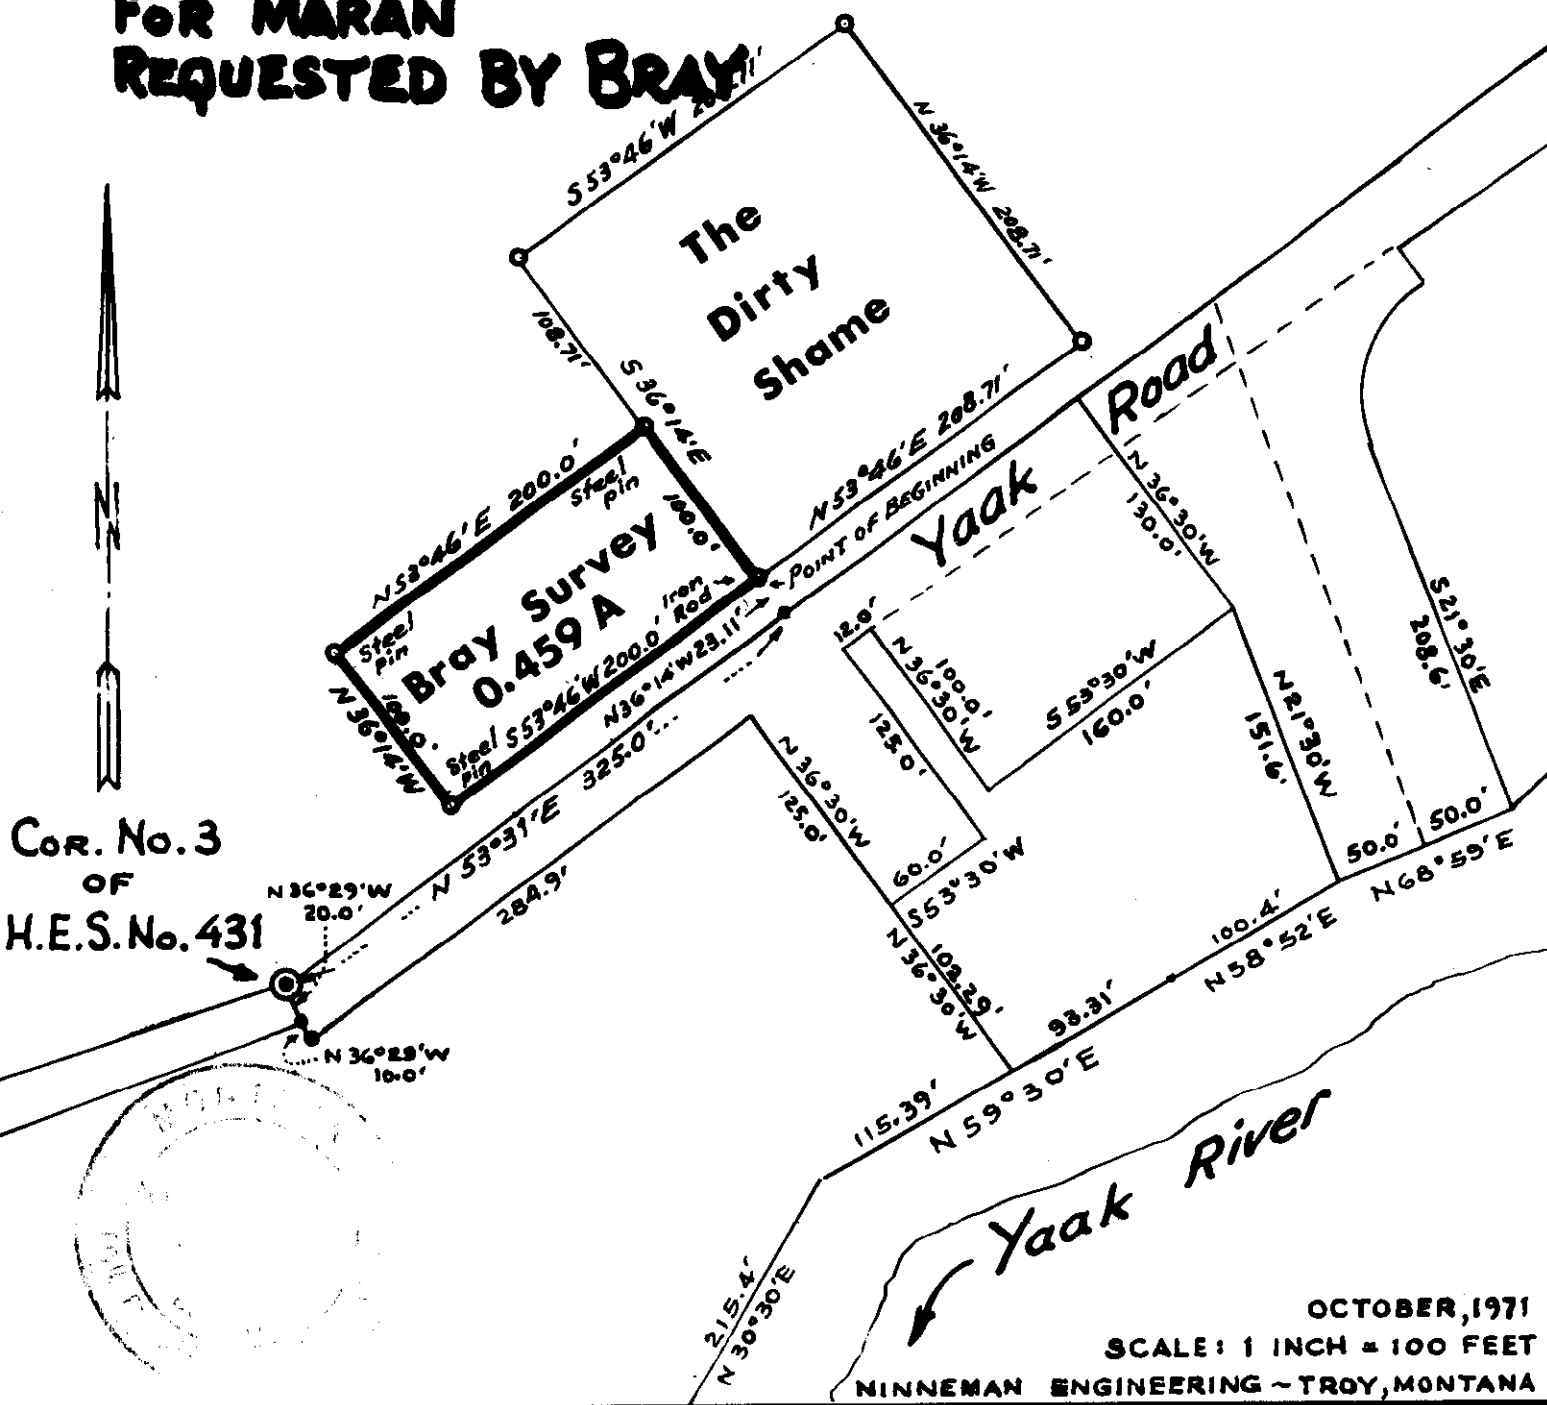 FOR MARAN
REQUESTED BY BRAY
S 53°46'W
N 36°14'W 208.71'
The
Dirty
Shame
108.71'
S 36°14'E
N 53°46'E 208.71'
POINT OF BEGINNING
Yaak Road
N 53°46'E 200.0'
Steel
Pin
100.0'
Bray Survey
0.459 A
Iron
Rod
Steel
Pin
100.0'
N 36°14'W
Steel
Pin
S 53°46'W 200.0'
N 36°14'W 23.11'
N 53°31'E 325.0'
284.9'
N
COR. No. 3
OF
H.E.S. No. 431
N 36°29'W
20.0'
N 36°29'W
10.0'
12.0'
N 36°30'W
100.0'
125.0'
S 53°30'W
160.0'
N 36°30'W
130.0'
N 21°30'W
151.6'
S 21°30'E
208.6'
N 36°30'W
125.0'
60.0'
S 53°30'W
102.29'
N 36°30'W
50.0'
50.0'
N 68°59'E
100.4'
N 58°52'E
93.31'
115.39'
N 59°30'E
215.4'
N 30°30'E
Yaak River
OCTOBER, 1971
SCALE: 1 INCH = 100 FEET
NINNEMAN ENGINEERING ~ TROY, MONTANA